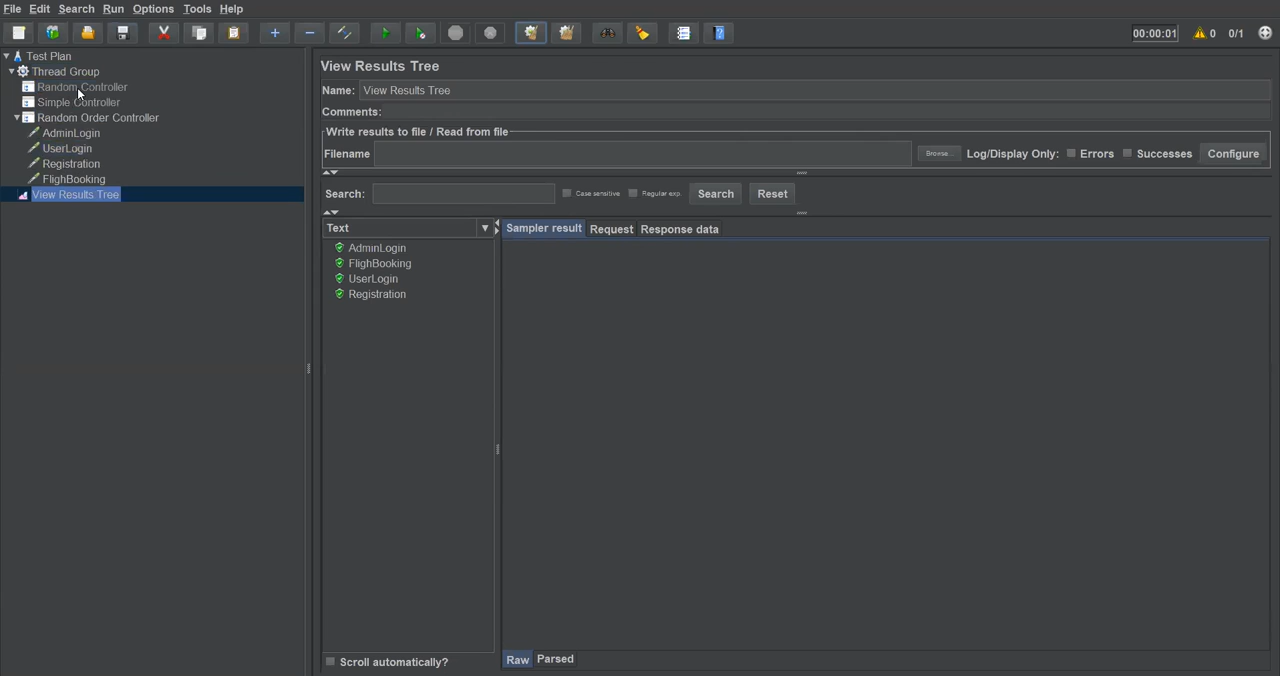 File Edit Search Run Options Tools Help
00:00:01 0 0/1
Test Plan
Thread Group
Random Controller
Simple Controller
Random Order Controller
AdminLogin
UserLogin
Registration
FlighBooking
View Results Tree
View Results Tree
Name: View Results Tree
Comments:
Write results to file / Read from file
Filename Browse... Log/Display Only: Errors Successes Configure
Search: Case sensitive Regular exp. Search Reset
Text
AdminLogin
FlighBooking
UserLogin
Registration
Scroll automatically?
Sampler result Request Response data
Raw Parsed